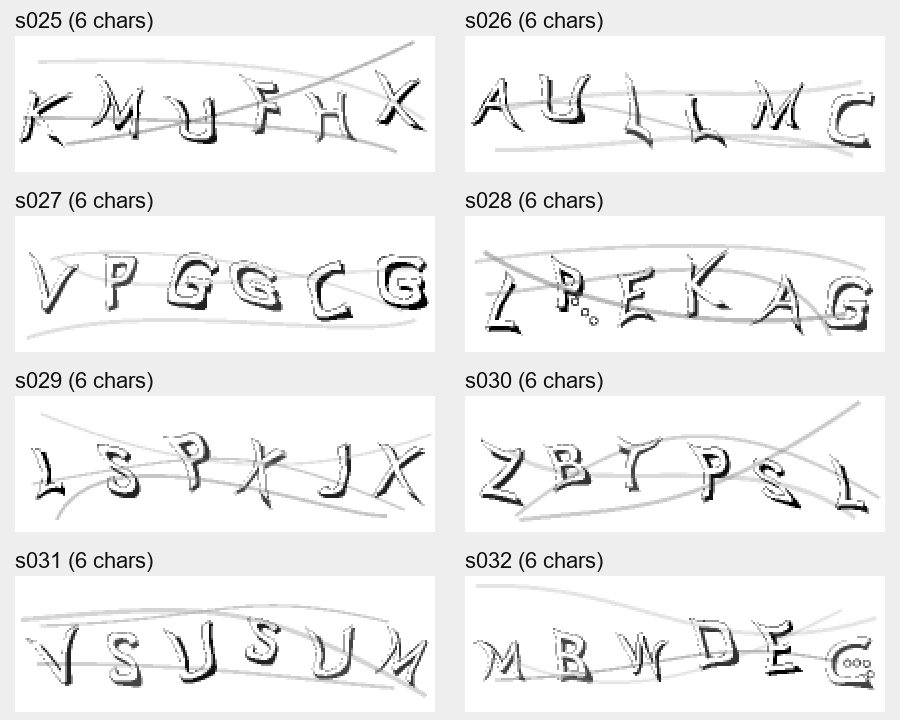 s025 (6 chars)
KMUFHX
s026 (6 chars)
AULLMC
s027 (6 chars)
VPGGCG
s028 (6 chars)
LPEKAG
s029 (6 chars)
LSPXJX
s030 (6 chars)
ZBTPSL
s031 (6 chars)
VSUSUM
s032 (6 chars)
MBWDEC